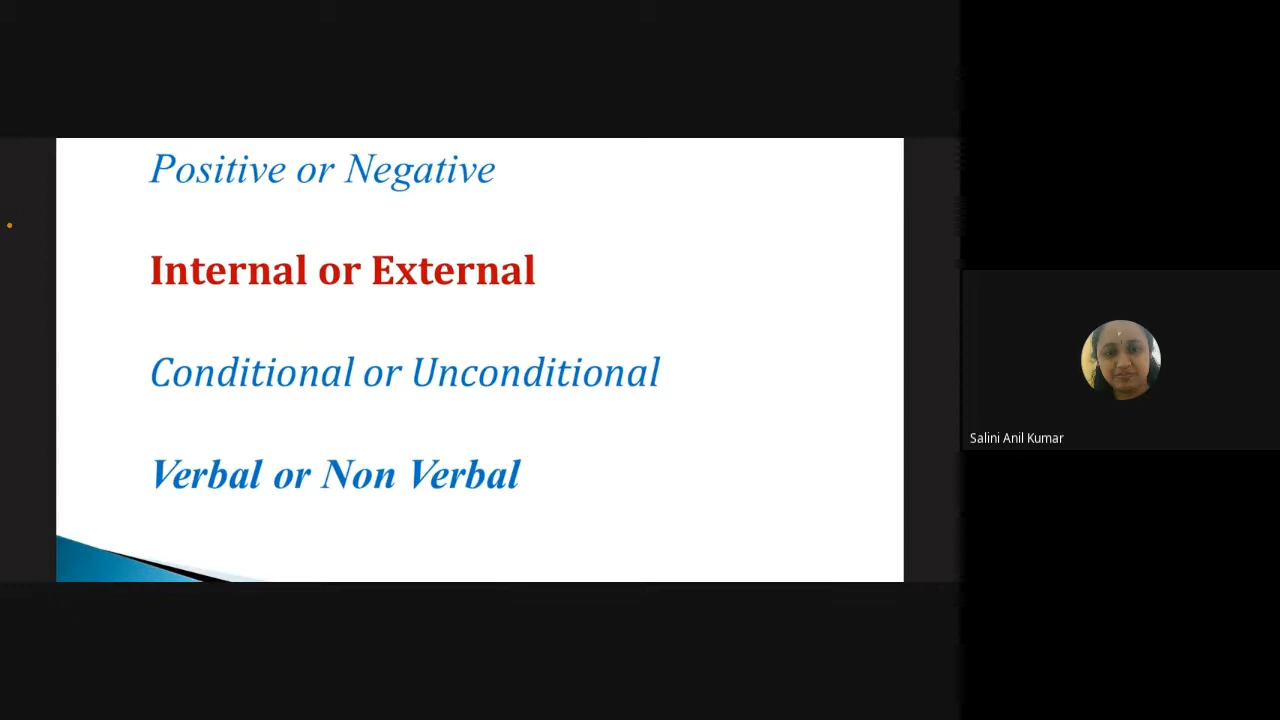 Positive or Negative
Internal or External
Conditional or Unconditional
Verbal or Non Verbal
Salini Anil Kumar